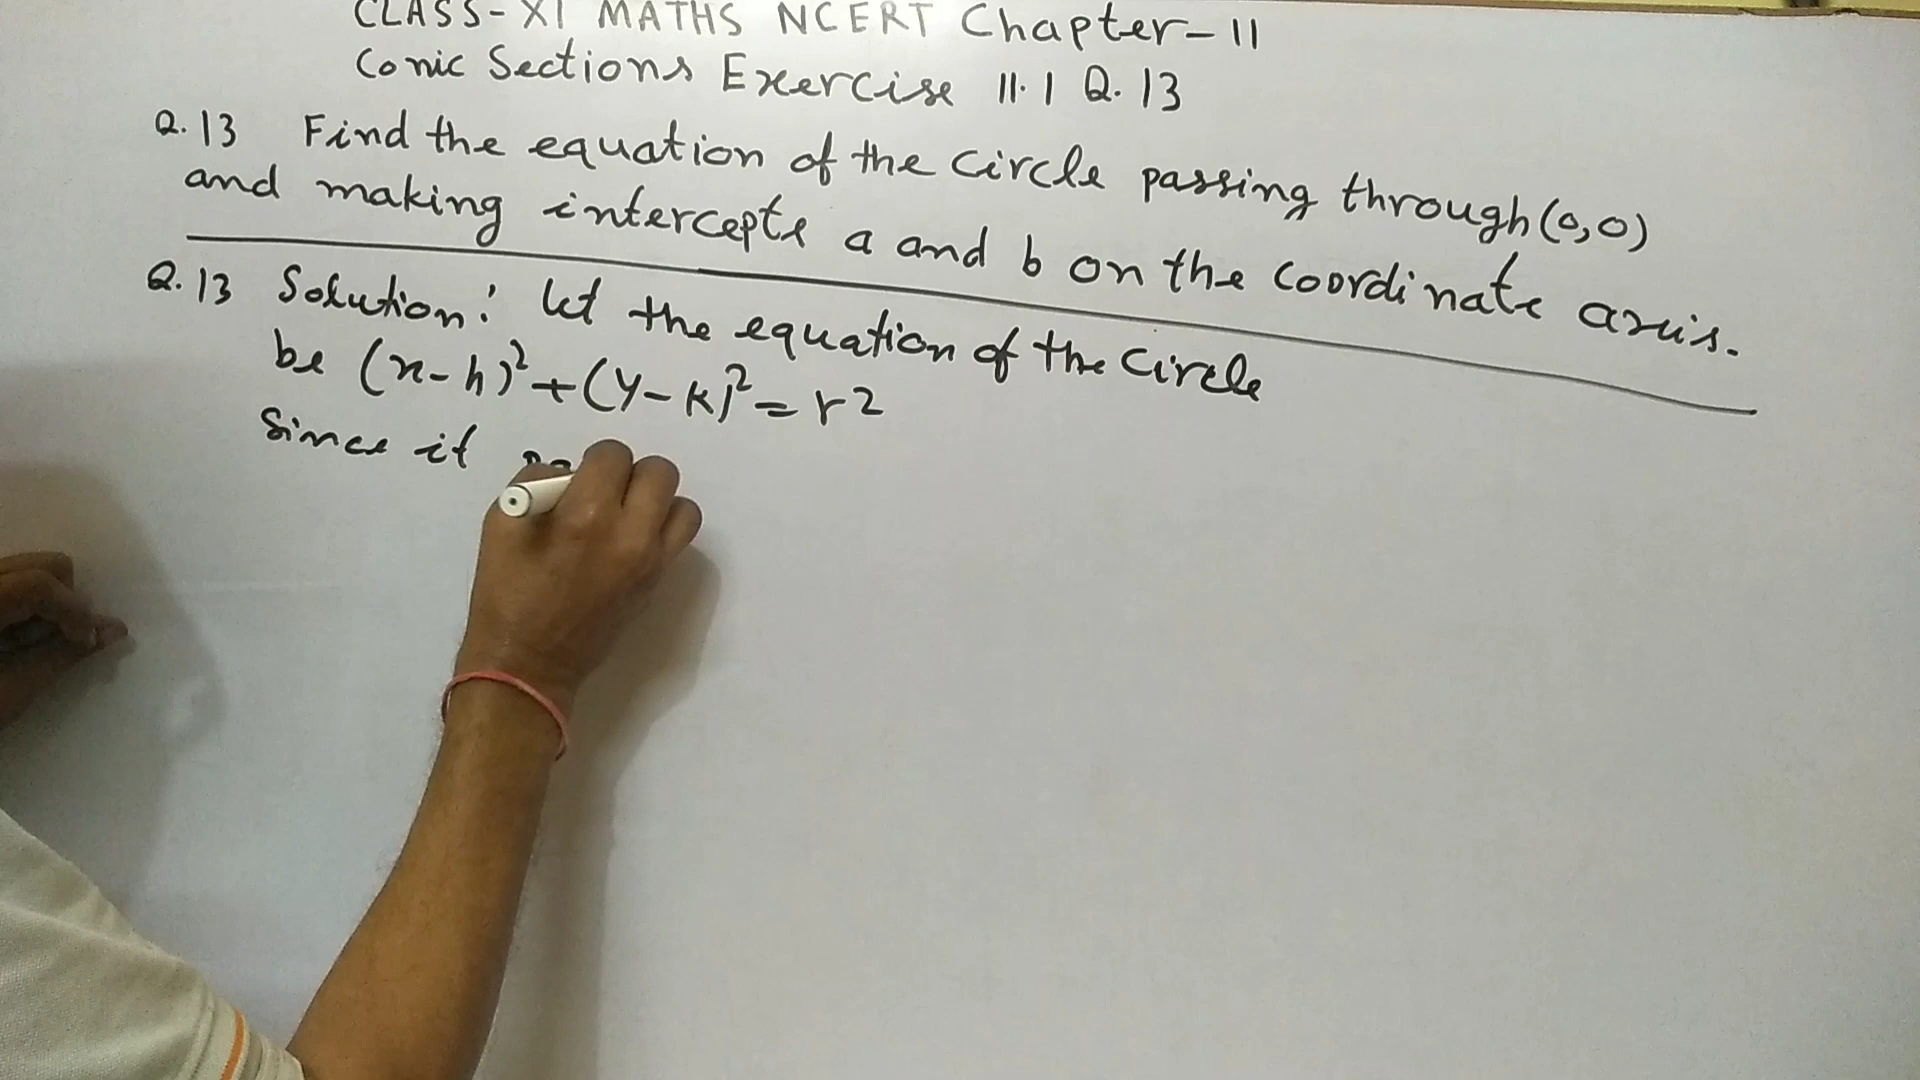 CLASS-XI MATHS NCERT Chapter-11
Conic Sections Exercise 11.1 Q.13
Q.13 Find the equation of the circle passing through (0,0)
and making intercepts a and b on the coordinate axis.
Q.13 Solution: let the equation of the circle
be (x-h)²+(y-k)²=r2
Since it